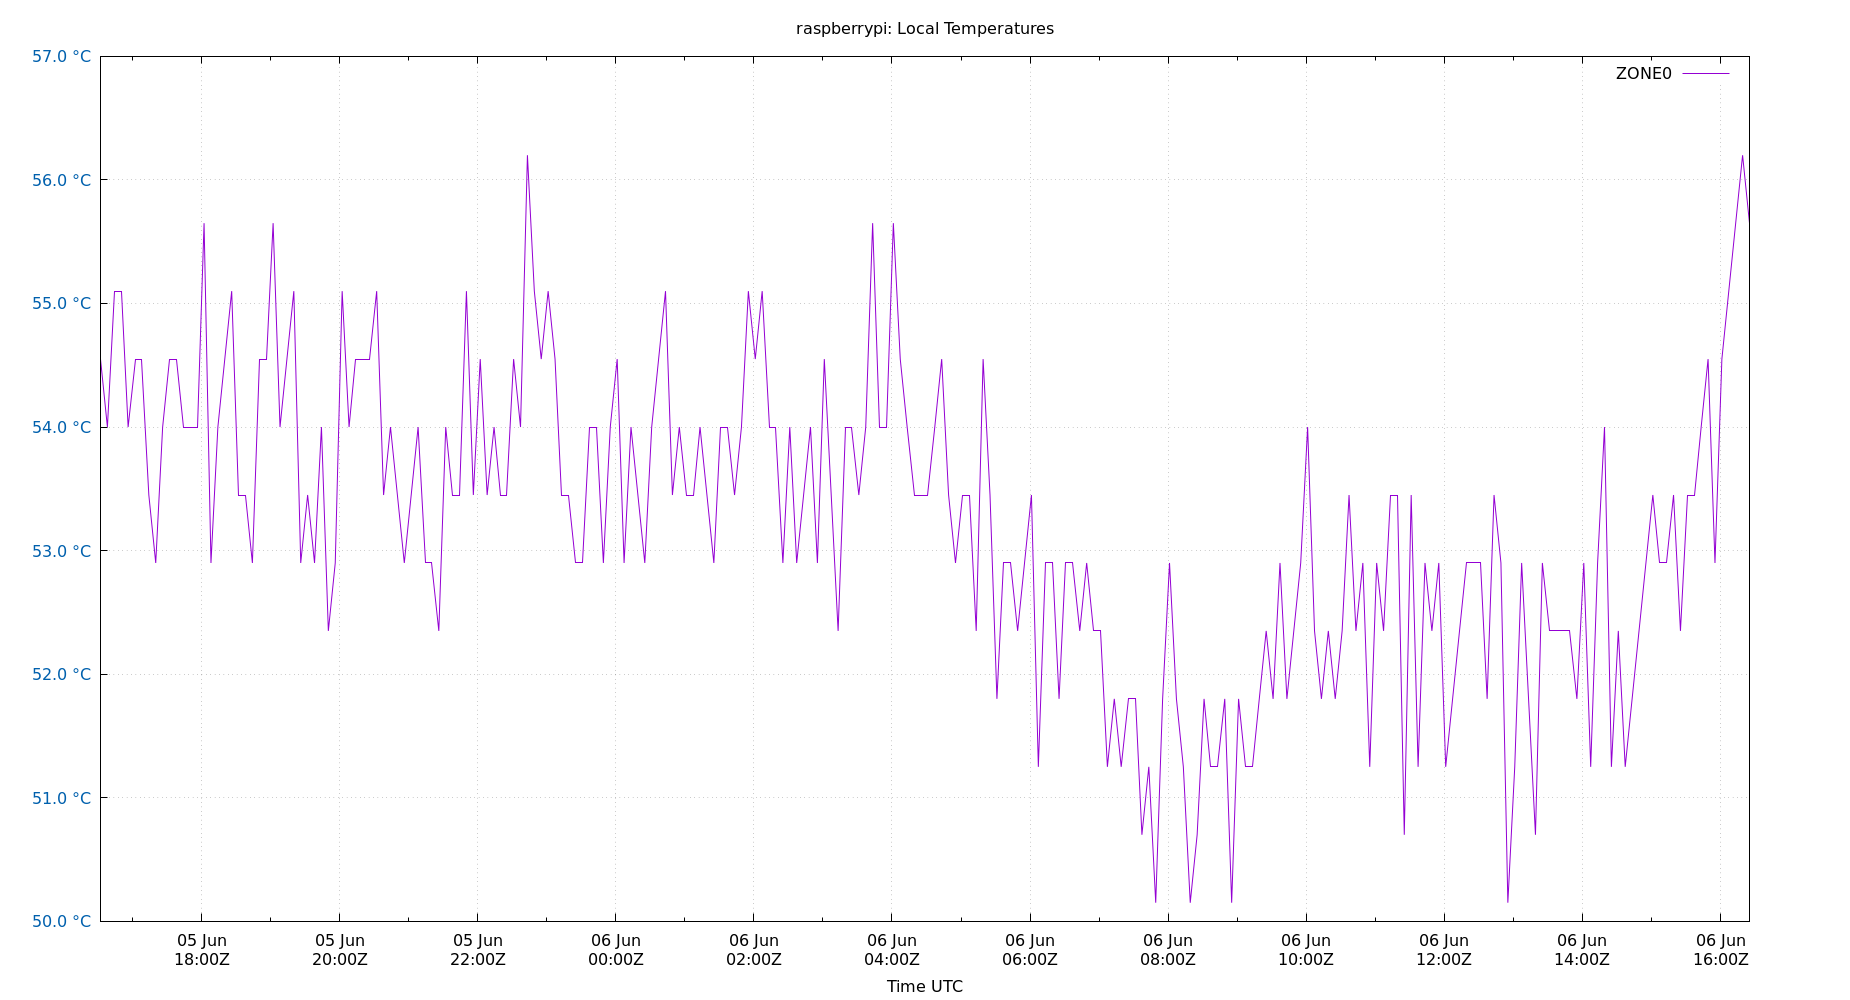 raspberrypi: Local Temperatures
57.0 °C
ZONE0
56.0 °C
55.0 °C
54.0 °C
53.0 °C
52.0 °C
51.0 °C
50.0 °C
05 Jun 05 Jun 05 Jun 06 Jun 06 Jun 06 Jun 06 Jun 06 Jun 06 Jun 06 Jun 06 Jun 06 Jun
18:00Z 20:00Z 22:00Z 00:00Z 02:00Z 04:00Z 06:00Z 08:00Z 10:00Z 12:00Z 14:00Z 16:00Z
Time UTC